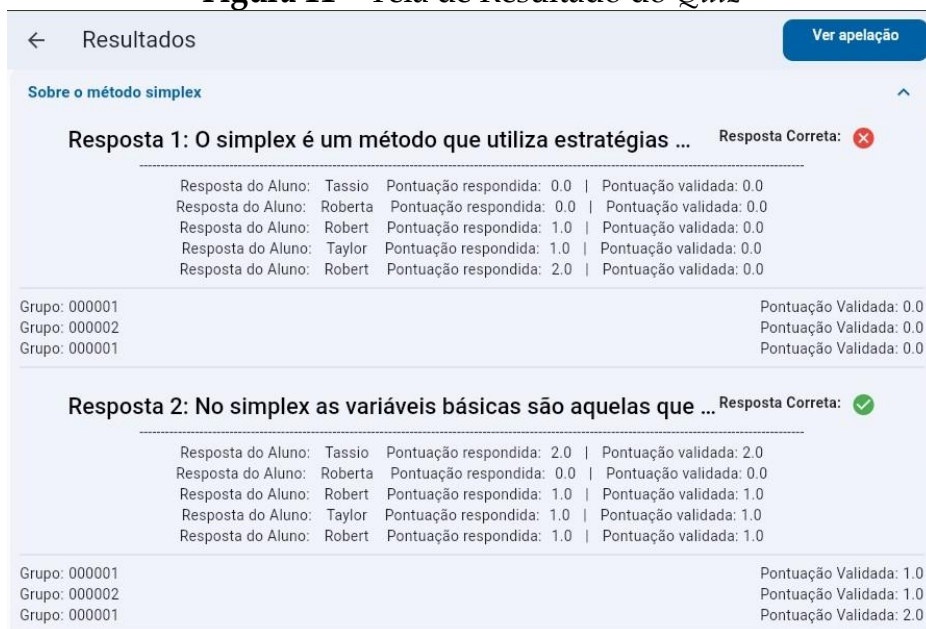 Figura 11 – Tela de Resultado do Quiz
Resultados
Ver apelação
Sobre o método simplex
Resposta 1: O simplex é um método que utiliza estratégias ... Resposta Correta:
Resposta do Aluno: Tassio Pontuação respondida: 0.0 | Pontuação validada: 0.0
Resposta do Aluno: Roberta Pontuação respondida: 0.0 | Pontuação validada: 0.0
Resposta do Aluno: Robert Pontuação respondida: 1.0 | Pontuação validada: 0.0
Resposta do Aluno: Taylor Pontuação respondida: 1.0 | Pontuação validada: 0.0
Resposta do Aluno: Robert Pontuação respondida: 2.0 | Pontuação validada: 0.0
Grupo: 000001 Pontuação Validada: 0.0
Grupo: 000002 Pontuação Validada: 0.0
Grupo: 000001 Pontuação Validada: 0.0
Resposta 2: No simplex as variáveis básicas são aquelas que ... Resposta Correta:
Resposta do Aluno: Tassio Pontuação respondida: 2.0 | Pontuação validada: 2.0
Resposta do Aluno: Roberta Pontuação respondida: 0.0 | Pontuação validada: 0.0
Resposta do Aluno: Robert Pontuação respondida: 1.0 | Pontuação validada: 1.0
Resposta do Aluno: Taylor Pontuação respondida: 1.0 | Pontuação validada: 1.0
Resposta do Aluno: Robert Pontuação respondida: 1.0 | Pontuação validada: 1.0
Grupo: 000001 Pontuação Validada: 1.0
Grupo: 000002 Pontuação Validada: 1.0
Grupo: 000001 Pontuação Validada: 2.0